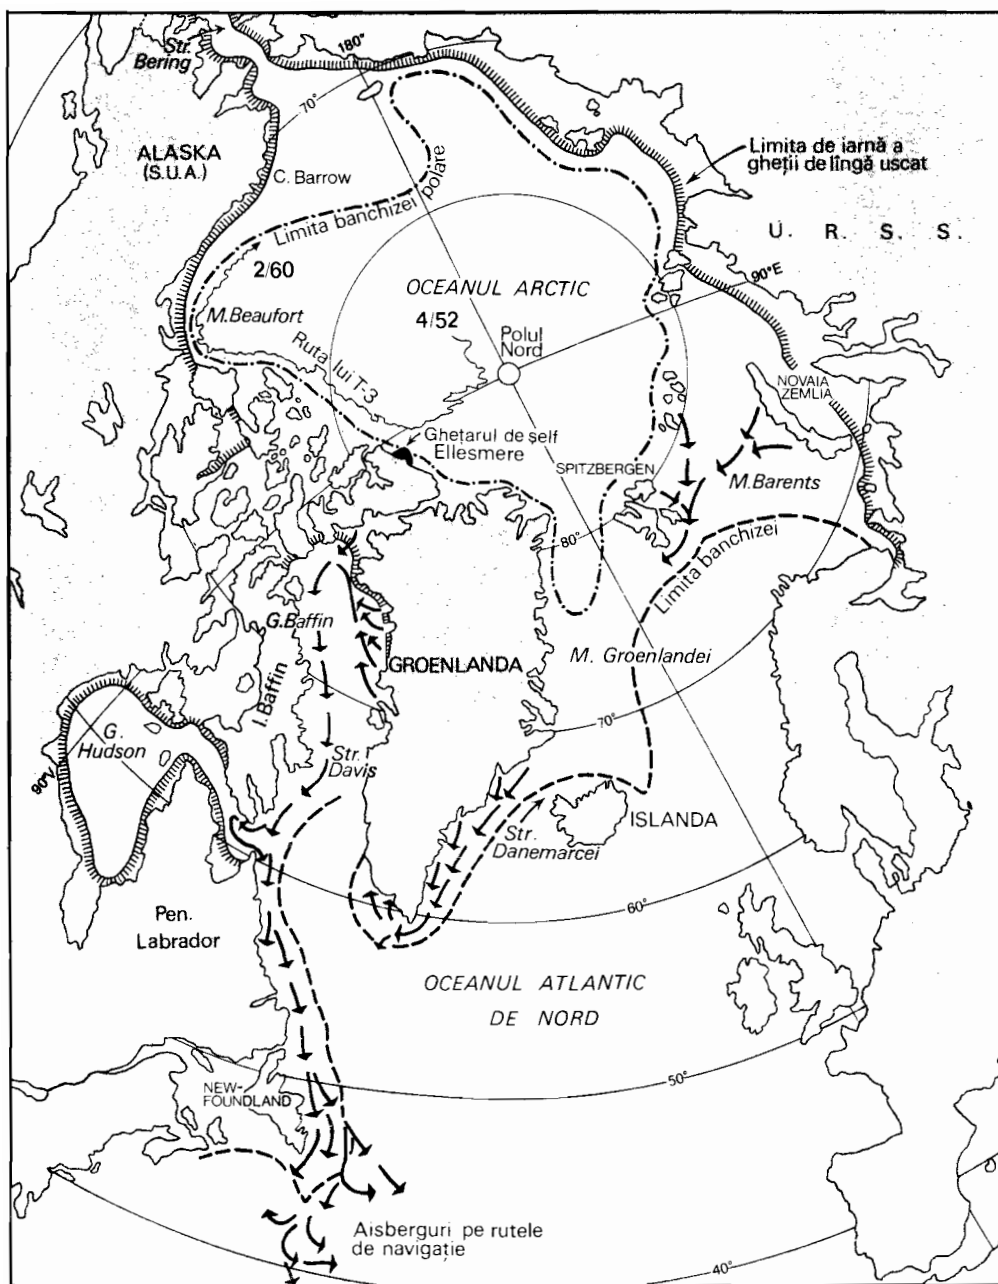 Str.
Bering
180°
70°
ALASKA
(S.U.A.)
C. Barrow
Limita banchizei polare
Limita de iarnă a
gheții de lîngă uscat
U. R. S. S.
90°E
2/60
OCEANUL ARCTIC
4/52
M.Beaufort
Polul
Nord
Ruta lui T-3
NOVAIA
ZEMLIA
Ghețarul de șelf
Ellesmere
SPITZBERGEN
M.Barents
80°
Limita banchizei
G.Baffin
GROENLANDA
M. Groenlandei
I.Baffin
70°
G.
Hudson
90°V
Str.
Davis
ISLANDA
Str.
Danemarcei
60°
Pen.
Labrador
OCEANUL ATLANTIC
DE NORD
50°
NEW-
FOUNDLAND
Aisberguri pe rutele
de navigație
40°